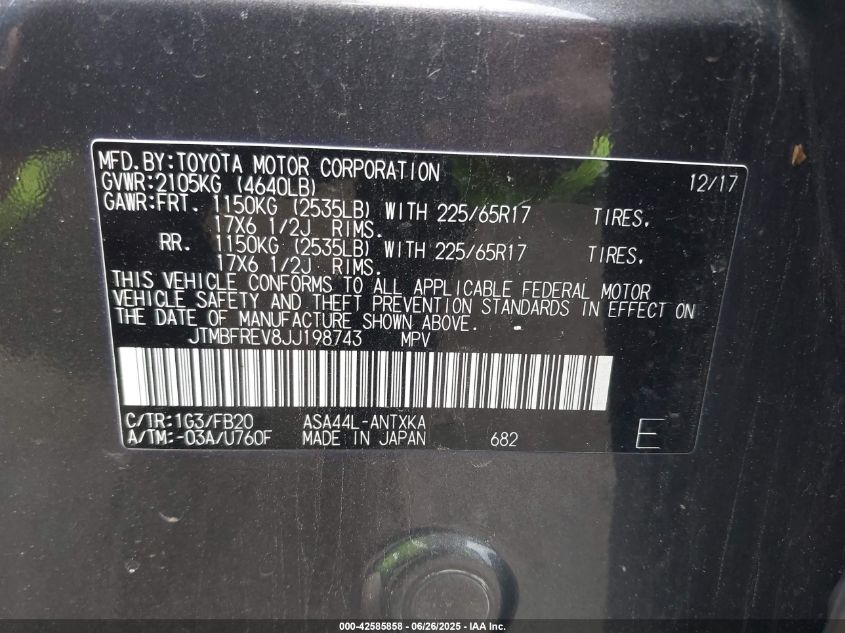 MFD.BY:TOYOTA MOTOR CORPORATION 12/17
GVWR:2105KG (4640LB)
GAWR:FRT. 1150KG (2535LB) WITH 225/65R17 TIRES,
17X6 1/2J RIMS.
RR. 1150KG (2535LB) WITH 225/65R17 TIRES,
17X6 1/2J RIMS.
THIS VEHICLE CONFORMS TO ALL APPLICABLE FEDERAL MOTOR
VEHICLE SAFETY AND THEFT PREVENTION STANDARDS IN EFFECT ON
THE DATE OF MANUFACTURE SHOWN ABOVE.
JTMBFREV8JJ198743 MPV
C/TR:1G3/FB20 ASA44L-ANTXKA
A/TM:-03A/U760F MADE IN JAPAN 682 E
000-42585858 - 06/26/2025 - IAA Inc.